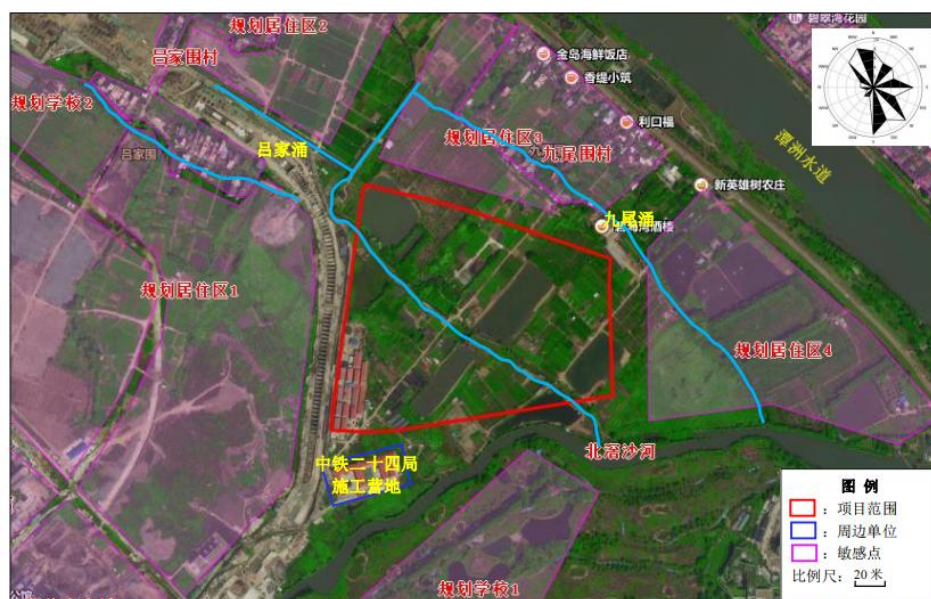 碧翠湾花园
规划居住区2
吕家围村
金岛海鲜饭店
香缇小筑
规划学校2
利口福
吕家涌
规划居住区3
吕家围
九尾围村
潭洲水道
新英雄树农庄
九尾涌
规划居住区1
规划居住区4
北滘沙河
中铁二十四局
施工营地
图 例
：项目范围
：周边单位
：敏感点
比例尺：20米
规划学校1